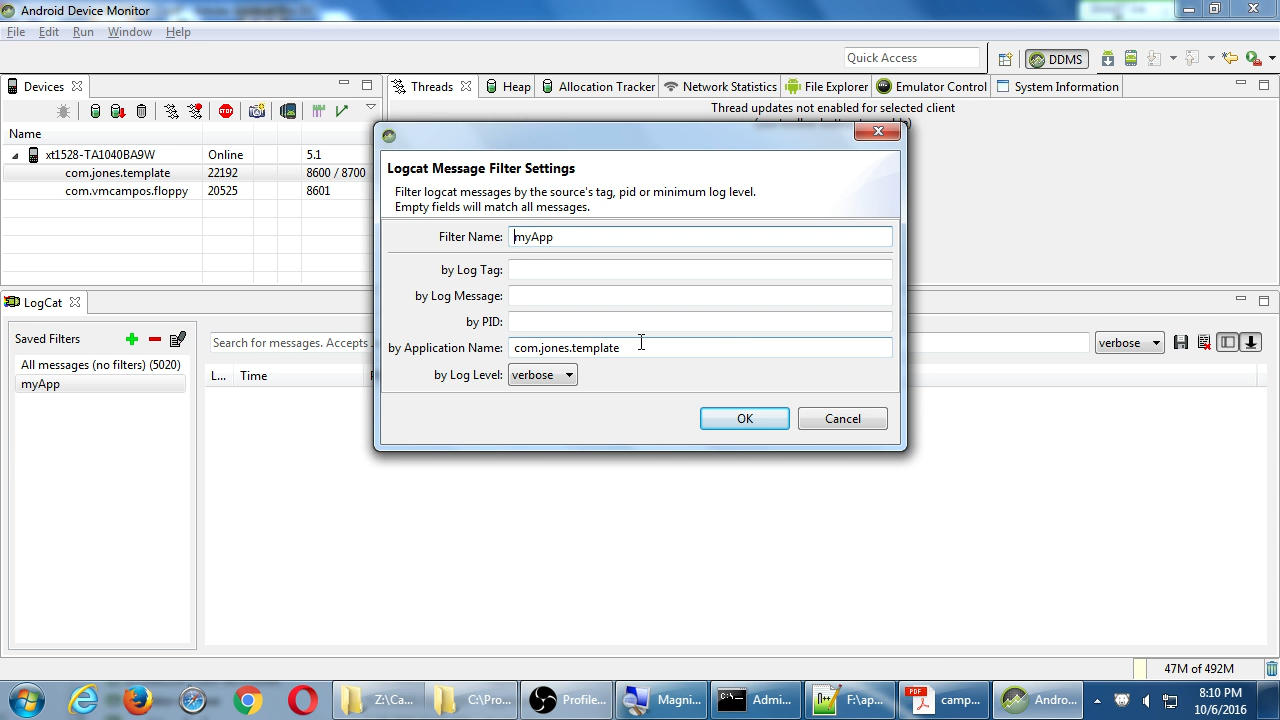 Android Device Monitor
File Edit Run Window Help
Quick Access
DDMS
Devices
Threads
Heap
Allocation Tracker
Network Statistics
File Explorer
Emulator Control
System Information
Thread updates not enabled for selected client
Name
xt1528-TA1040BA9W Online 5.1
com.jones.template 22192 8600 / 8700
com.vmcampos.floppy 20525 8601
Logcat Message Filter Settings
Filter logcat messages by the source's tag, pid or minimum log level.
Empty fields will match all messages.
Filter Name: myApp
by Log Tag:
by Log Message:
by PID:
by Application Name: com.jones.template
by Log Level: verbose
OK Cancel
LogCat
Saved Filters
All messages (no filters) (5020)
myApp
Search for messages. Accepts
verbose
L... Time
47M of 492M
Z:\Ca...
C:\Pro...
Profile...
Magni...
Admi...
F:\ap...
PDF
camp...
Andro...
8:10 PM
10/6/2016